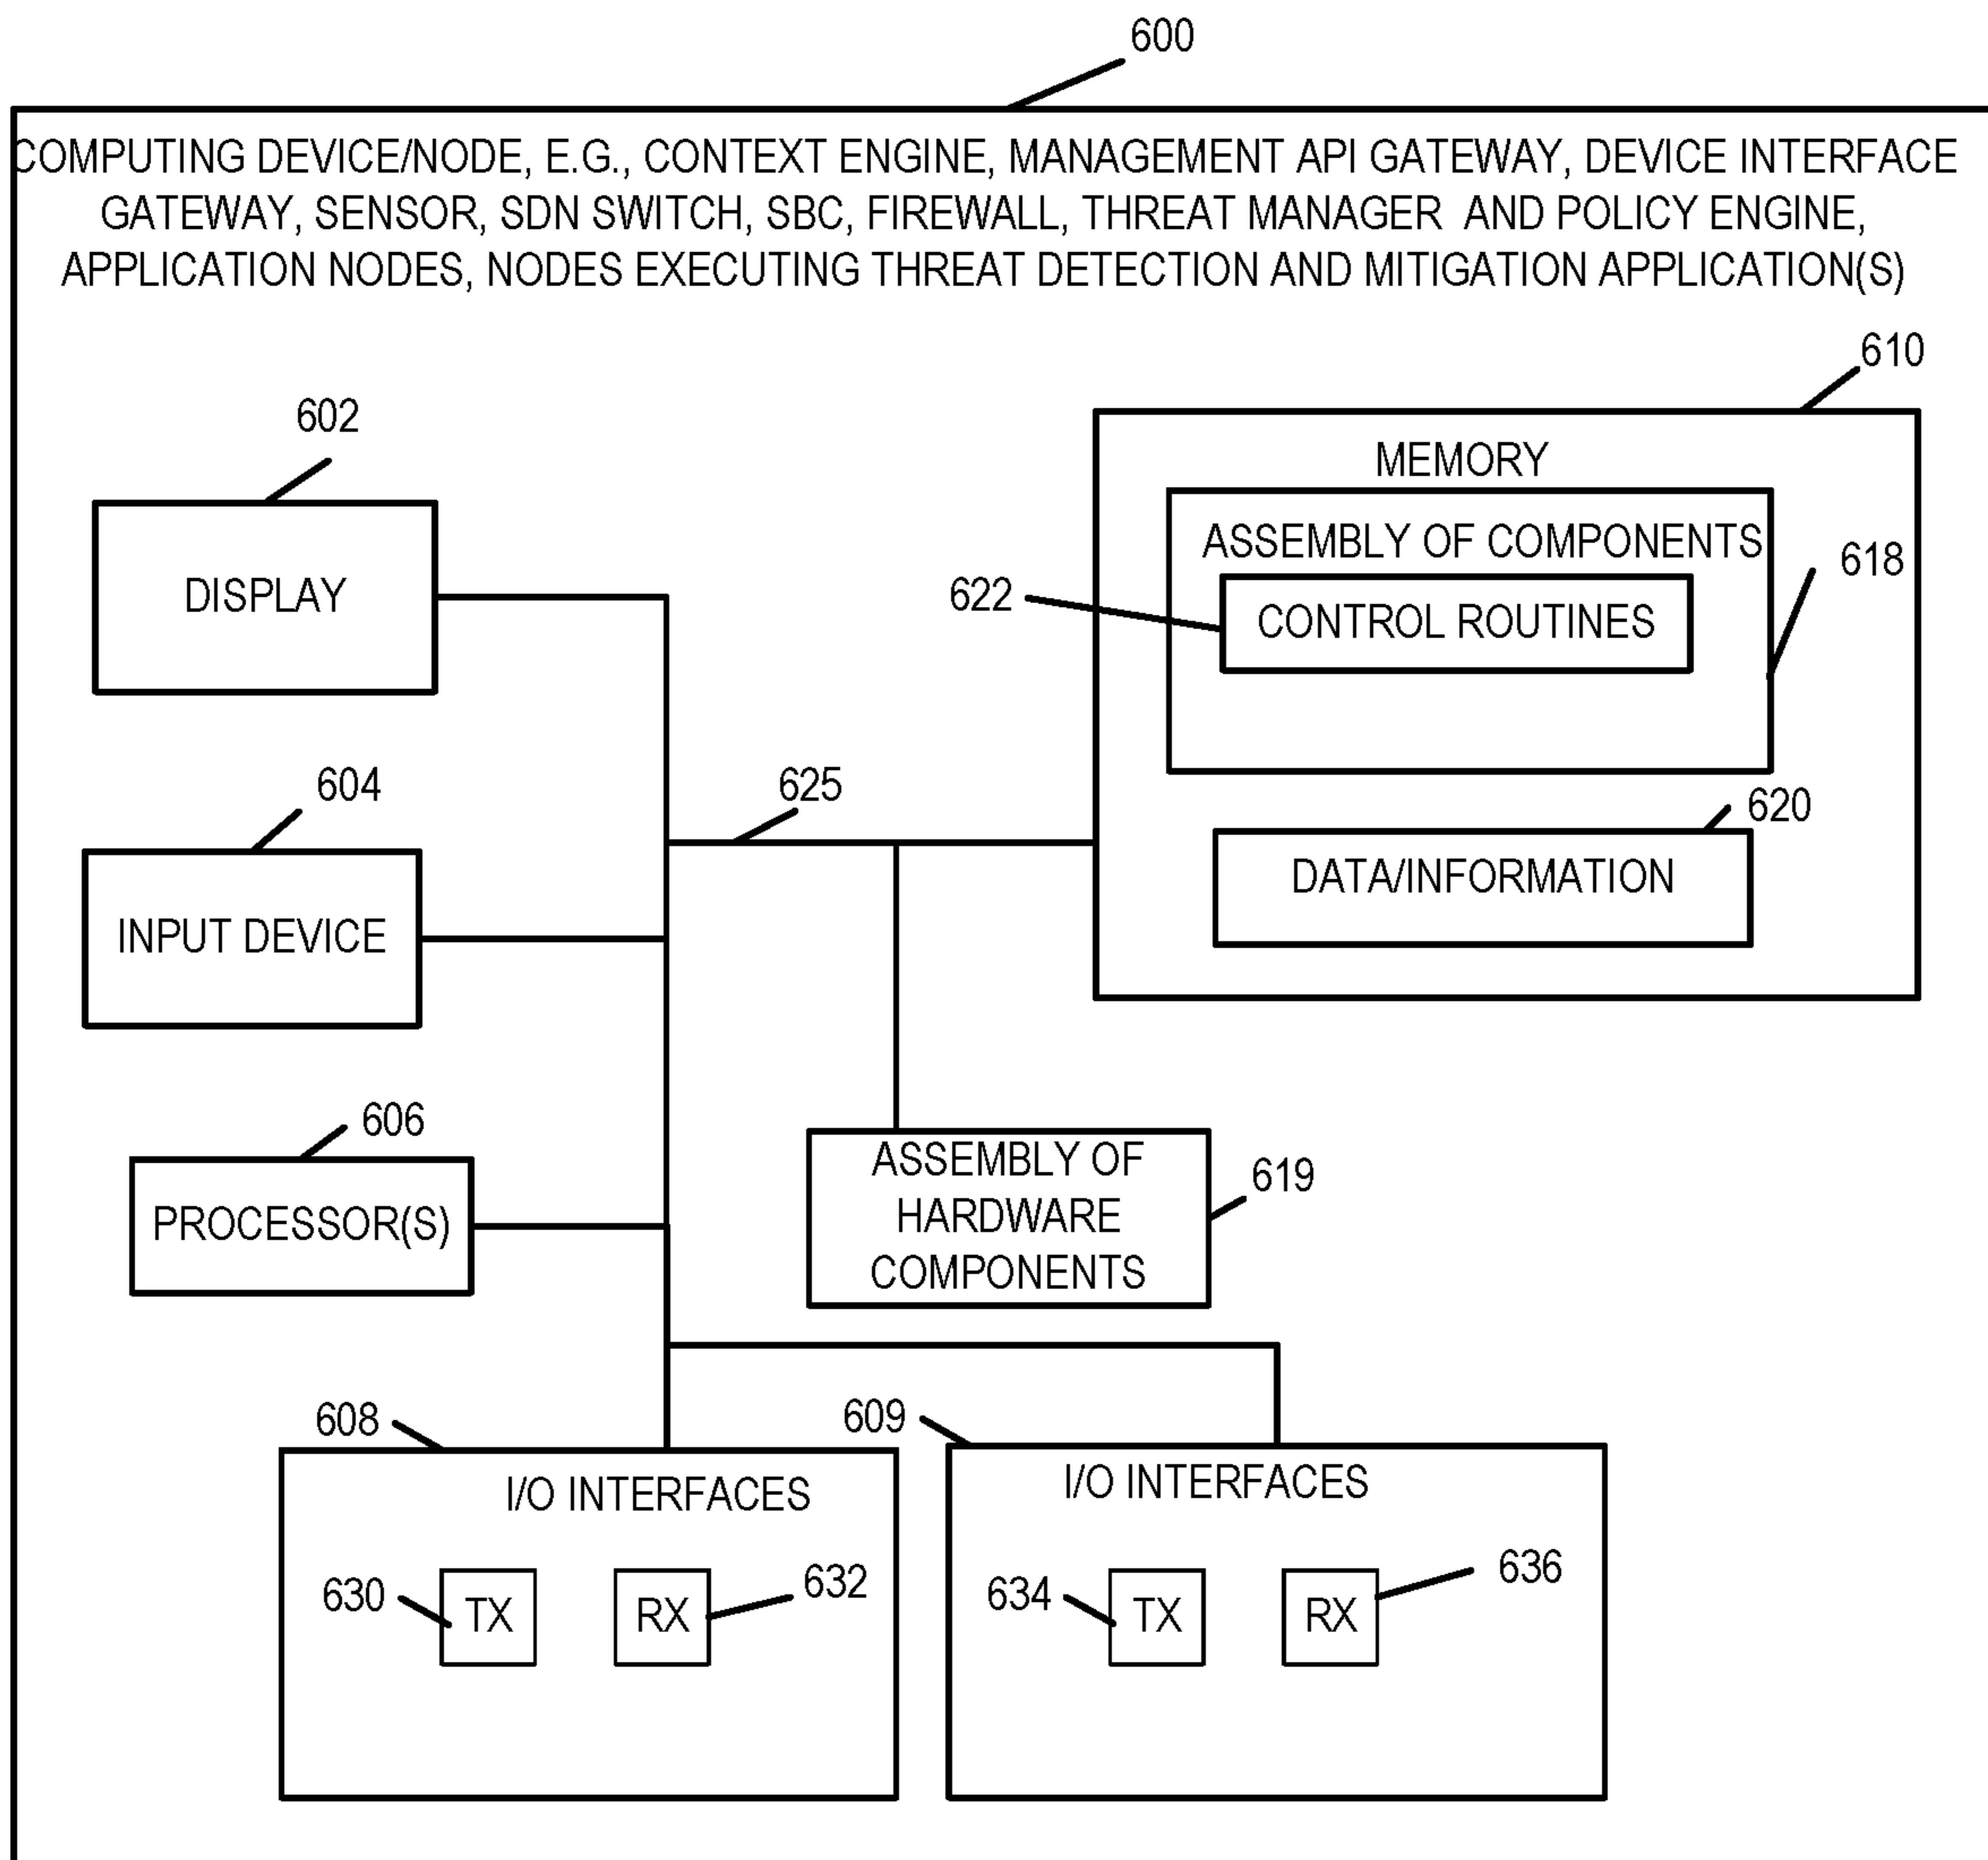 600
COMPUTING DEVICE/NODE, E.G., CONTEXT ENGINE, MANAGEMENT API GATEWAY, DEVICE INTERFACE
GATEWAY, SENSOR, SDN SWITCH, SBC, FIREWALL, THREAT MANAGER AND POLICY ENGINE,
APPLICATION NODES, NODES EXECUTING THREAT DETECTION AND MITIGATION APPLICATION(S)
610
602
MEMORY
ASSEMBLY OF COMPONENTS
618
DISPLAY
622
CONTROL ROUTINES
604
625
620
DATA/INFORMATION
INPUT DEVICE
606
ASSEMBLY OF
HARDWARE
COMPONENTS
619
PROCESSOR(S)
608
609
I/O INTERFACES
I/O INTERFACES
630
TX
RX
632
634
TX
RX
636